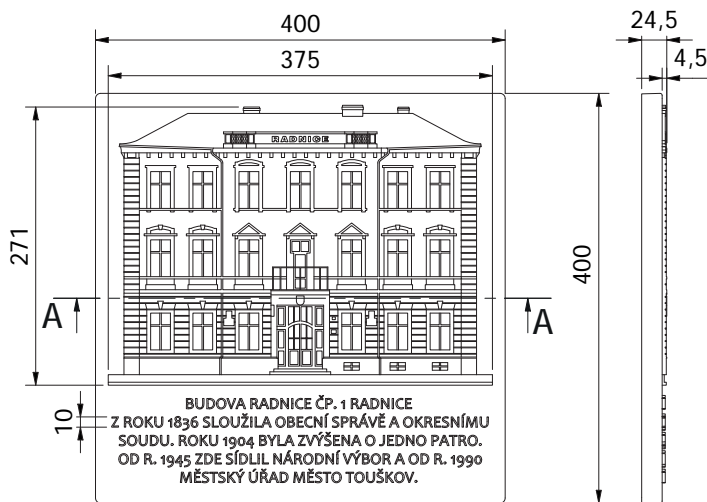 400
24,5
375
4,5
RADNICE
271
400
A
A
10
BUDOVA RADNICE ČP. 1 RADNICE
Z ROKU 1836 SLOUŽILA OBECNÍ SPRÁVĚ A OKRESNÍMU
SOUDU. ROKU 1904 BYLA ZVÝŠENA O JEDNO PATRO.
OD R. 1945 ZDE SÍDLIL NÁRODNÍ VÝBOR A OD R. 1990
MĚSTSKÝ ÚŘAD MĚSTO TOUŠKOV.